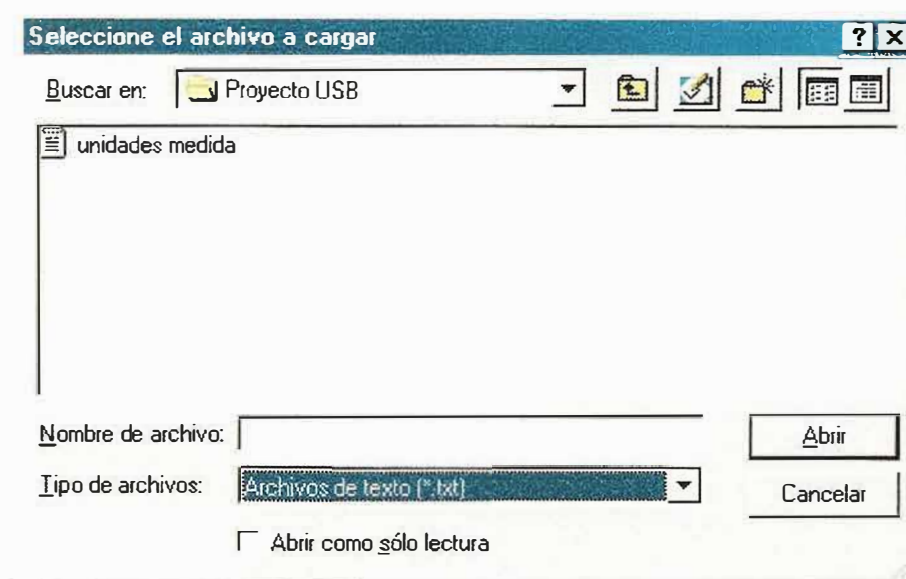 Seleccione el archivo a cargar
Buscar en: Proyecto USB
unidades medida
Nombre de archivo:
Abrir
Tipo de archivos: Archivos de texto (*.txt)
Cancelar
Abrir como sólo lectura